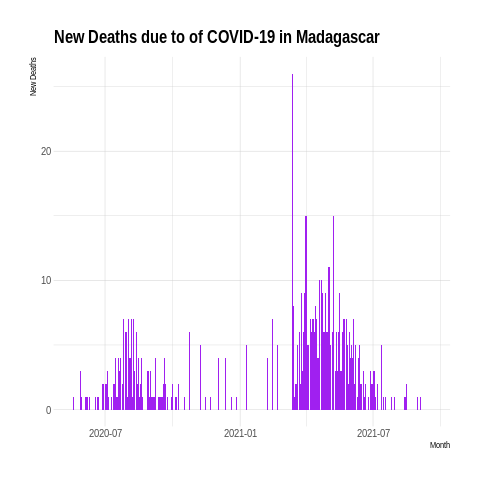 New Deaths due to of COVID-19 in Madagascar
New Deaths
20
10
0
2020-07
2021-01
2021-07
Month